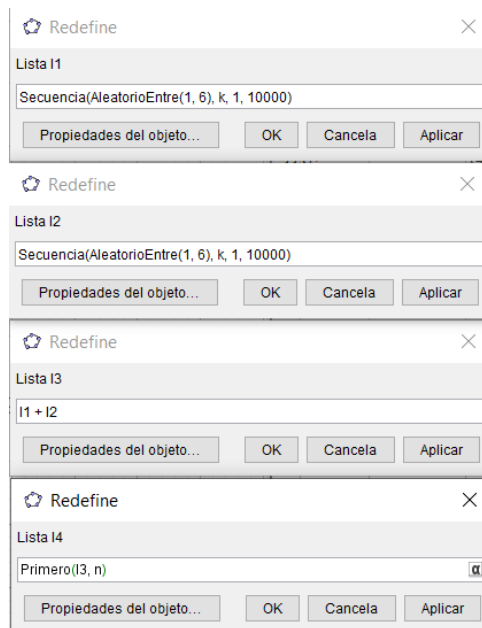 Redefine
Lista l1
Secuencia(AleatorioEntre(1, 6), k, 1, 10000)
Propiedades del objeto... OK Cancela Aplicar
Redefine
Lista l2
Secuencia(AleatorioEntre(1, 6), k, 1, 10000)
Propiedades del objeto... OK Cancela Aplicar
Redefine
Lista l3
l1 + l2
Propiedades del objeto... OK Cancela Aplicar
Redefine
Lista l4
Primero(l3, n)
α
Propiedades del objeto... OK Cancela Aplicar